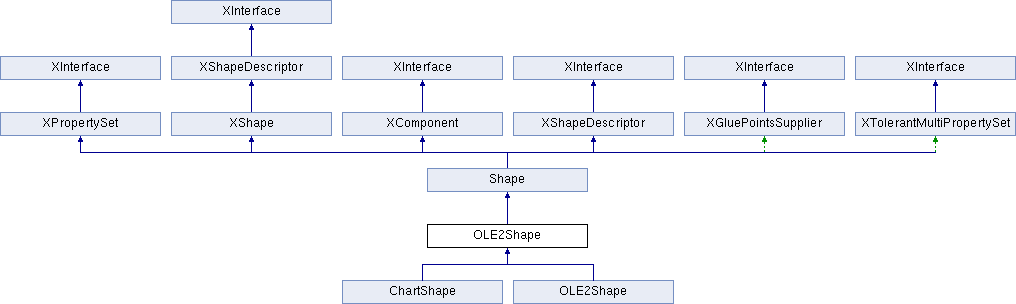 XInterface
XInterface
XShapeDescriptor
XInterface
XInterface
XInterface
XInterface
XPropertySet
XShape
XComponent
XShapeDescriptor
XGluePointsSupplier
XTolerantMultiPropertySet
Shape
OLE2Shape
ChartShape
OLE2Shape